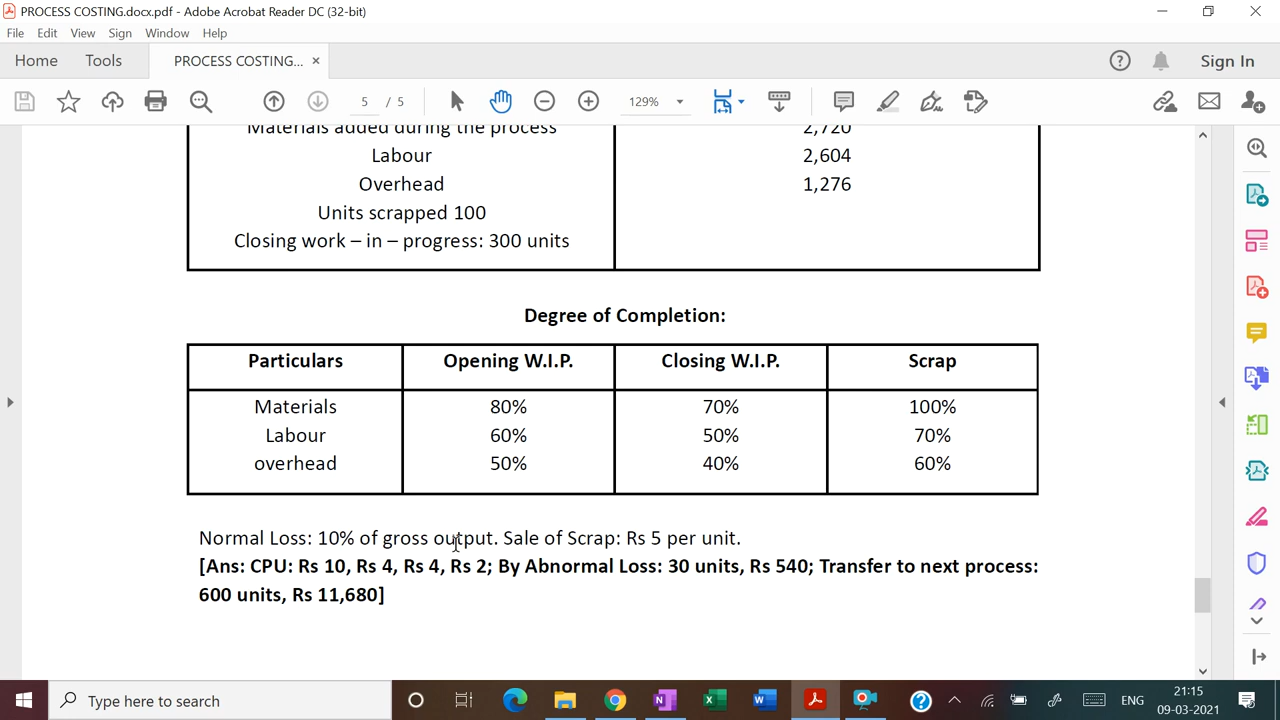 PROCESS COSTING.docx.pdf - Adobe Acrobat Reader DC (32-bit)
File Edit View Sign Window Help
Home Tools PROCESS COSTING... × Sign In
5 / 5 129%
Materials added during the process 2,720
Labour 2,604
Overhead 1,276
Units scrapped 100
Closing work – in – progress: 300 units
Degree of Completion:
Particulars Opening W.I.P. Closing W.I.P. Scrap
Materials 80% 70% 100%
Labour 60% 50% 70%
overhead 50% 40% 60%
Normal Loss: 10% of gross output. Sale of Scrap: Rs 5 per unit.
[Ans: CPU: Rs 10, Rs 4, Rs 4, Rs 2; By Abnormal Loss: 30 units, Rs 540; Transfer to next process:
600 units, Rs 11,680]
Type here to search ENG 21:15
09-03-2021